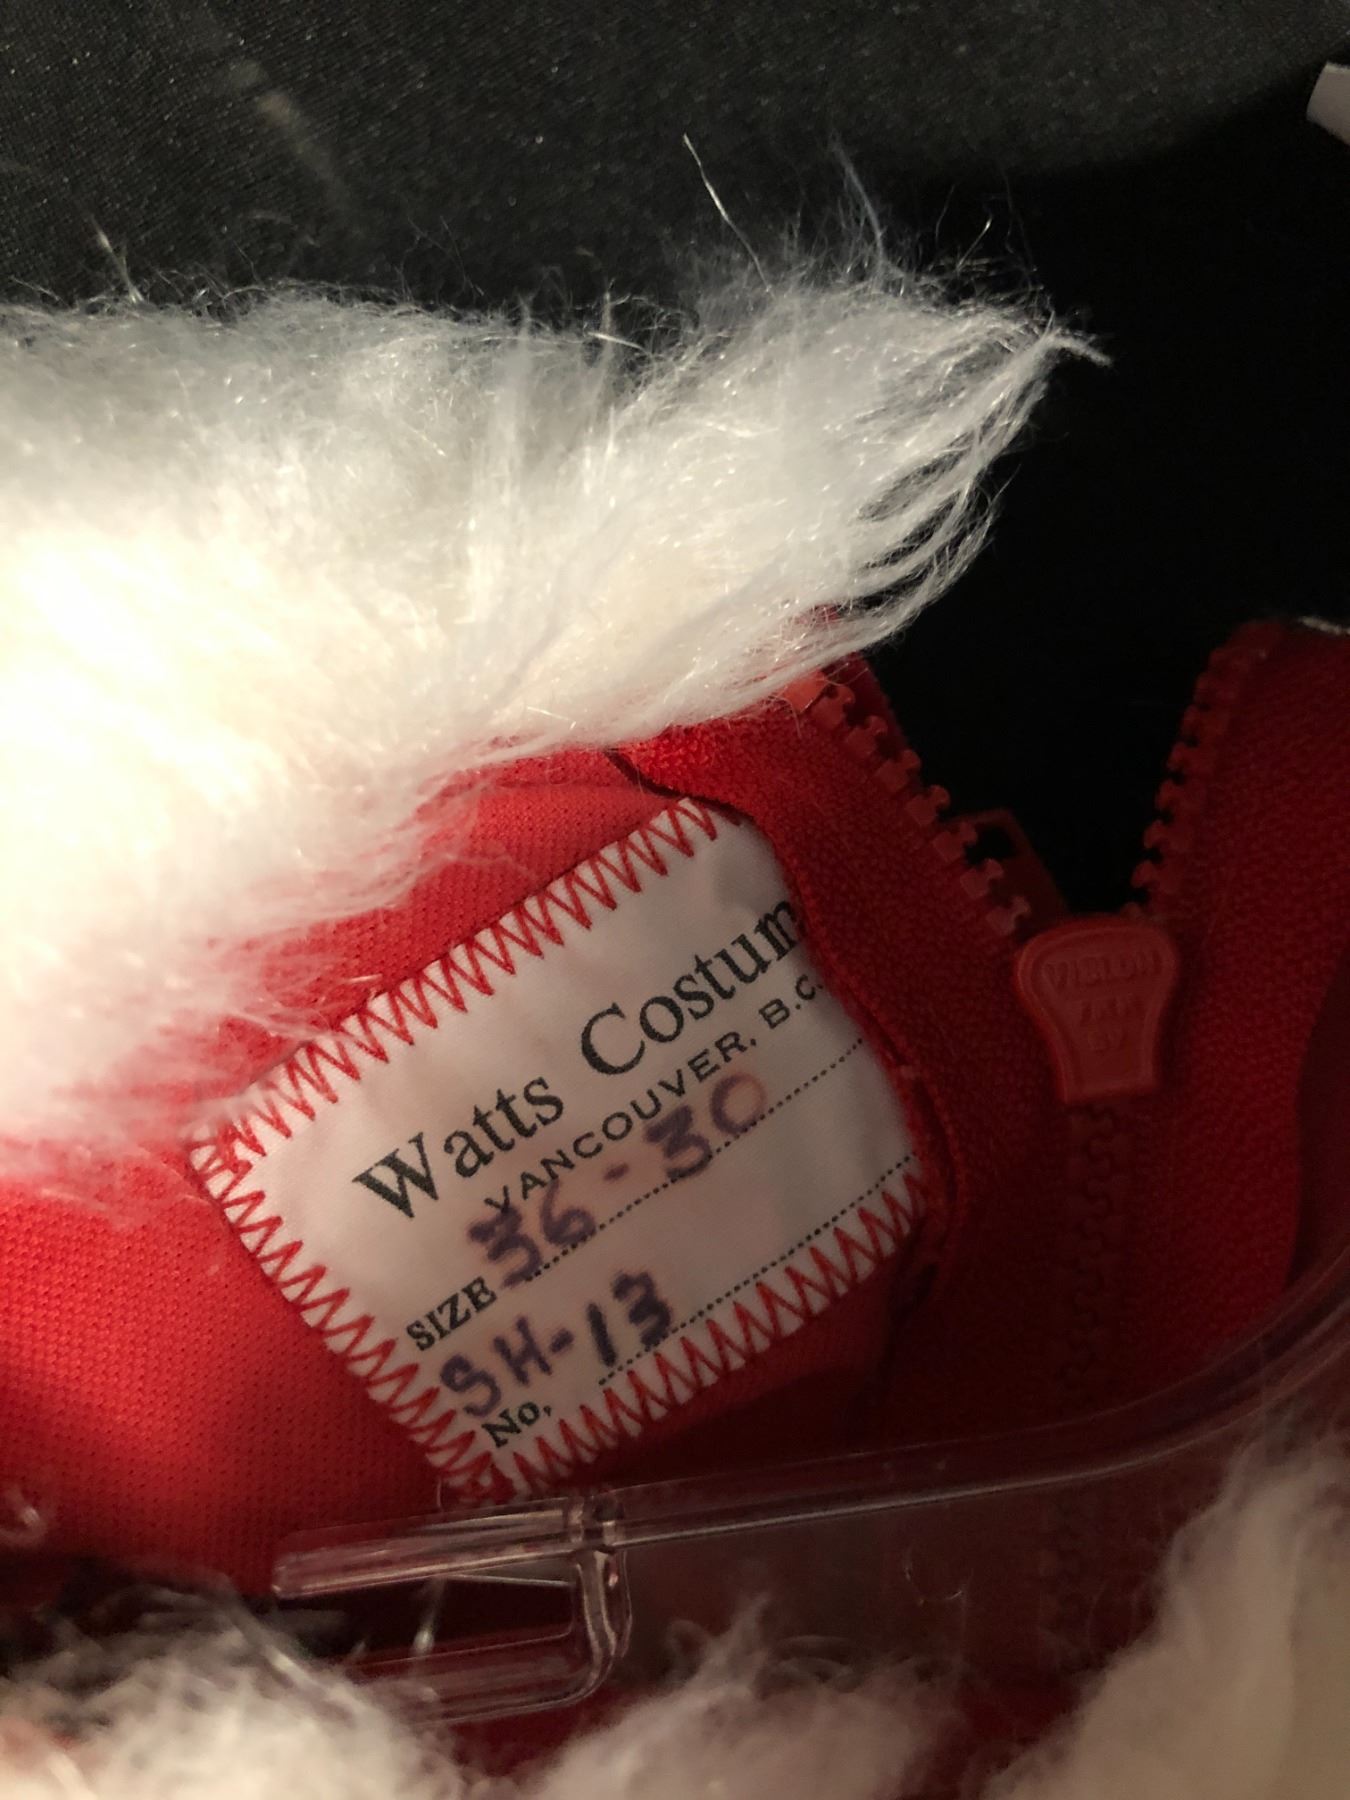 Watts Costum
VANCOUVER, B.C.
SIZE 36-30
No. SH-13